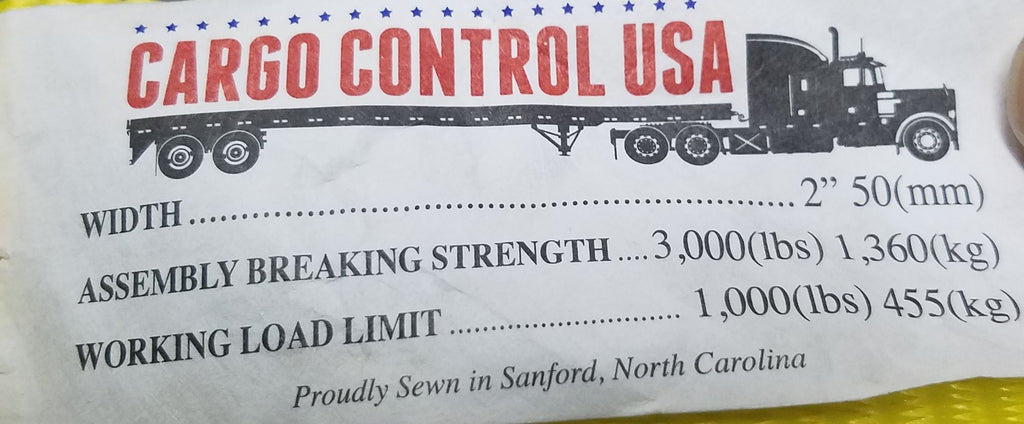 CARGO CONTROL USA
WIDTH ........................................................ 2” 50(mm)
ASSEMBLY BREAKING STRENGTH .... 3,000(lbs) 1,360(kg)
WORKING LOAD LIMIT ............................ 1,000(lbs) 455(kg)
Proudly Sewn in Sanford, North Carolina